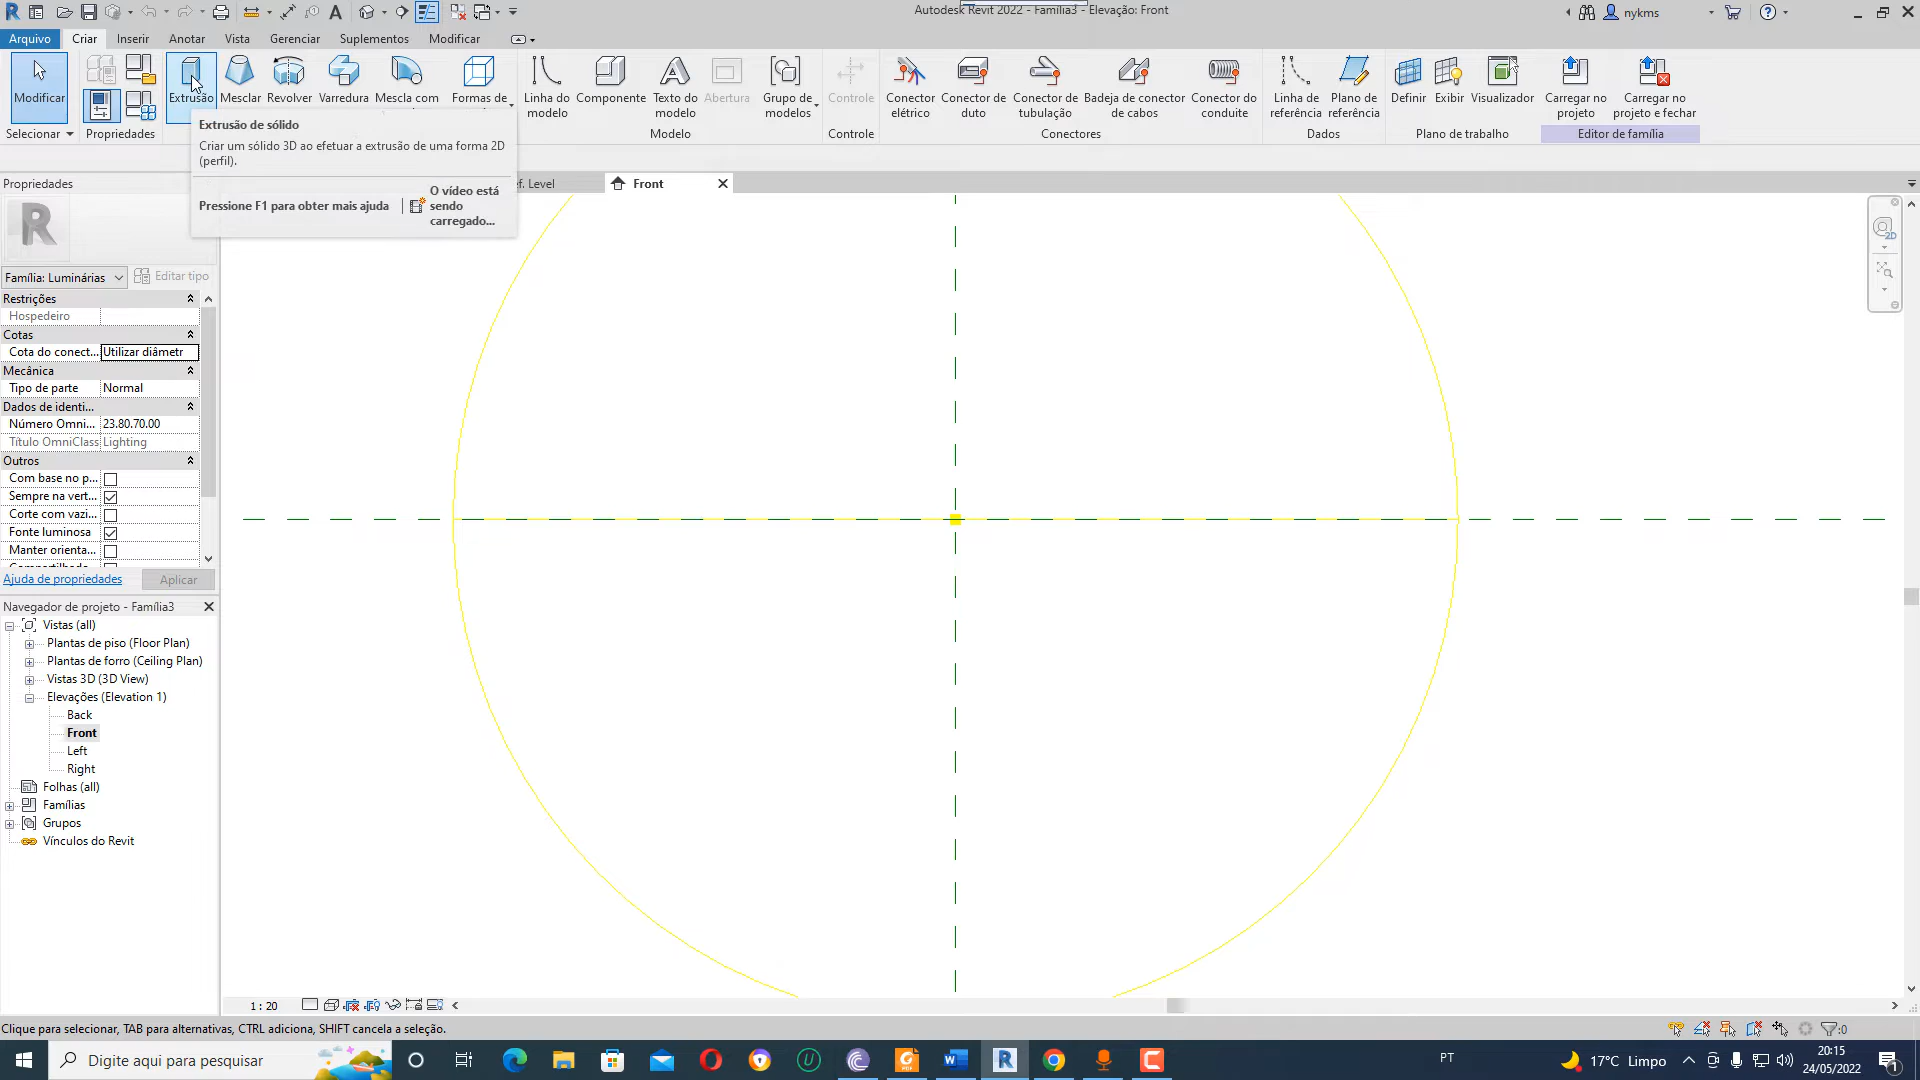 Autodesk Revit 2022 - Família3 - Elevação: Front
nykms
Arquivo Criar Inserir Anotar Vista Gerenciar Suplementos Modificar
Modificar
Extrusão Mesclar Revolver Varredura Mescla com Formas de
Linha do modelo Componente Texto do modelo Abertura Grupo de modelo Controle
Conector elétrico Conector de duto Conector de tubulação Badeja de conector de cabos Conector do conduite
Linha de referência Plano de referência Definir Exibir Visualizador
Carregar no projeto Carregar no projeto e fechar
Selecionar Propriedades Modelo Controle Conectores Dados Plano de trabalho Editor de família
Extrusão de sólido
Criar um sólido 3D ao efetuar a extrusão de uma forma 2D
(perfil).
Pressione F1 para obter mais ajuda
O vídeo está
sendo
carregado...
f. Level
Front
Propriedades
Família: Luminárias Editar tipo
Restrições
Hospedeiro
Cotas
Cota do conect... Utilizar diâmetr
Mecânica
Tipo de parte Normal
Dados de identi...
Número Omni... 23.80.70.00
Título OmniClass Lighting
Outros
Com base no p...
Sempre na vert...
Corte com vazi...
Fonte luminosa
Manter orienta...
Ajuda de propriedades Aplicar
Navegador de projeto - Família3
Vistas (all)
Plantas de piso (Floor Plan)
Plantas de forro (Ceiling Plan)
Vistas 3D (3D View)
Elevações (Elevation 1)
Back
Front
Left
Right
Folhas (all)
Famílias
Grupos
Vínculos do Revit
2D
1 : 20
Clique para selecionar, TAB para alternativas, CTRL adiciona, SHIFT cancela a seleção.
:0
Digite aqui para pesquisar
PT
17°C Limpo
20:15
24/05/2022
1